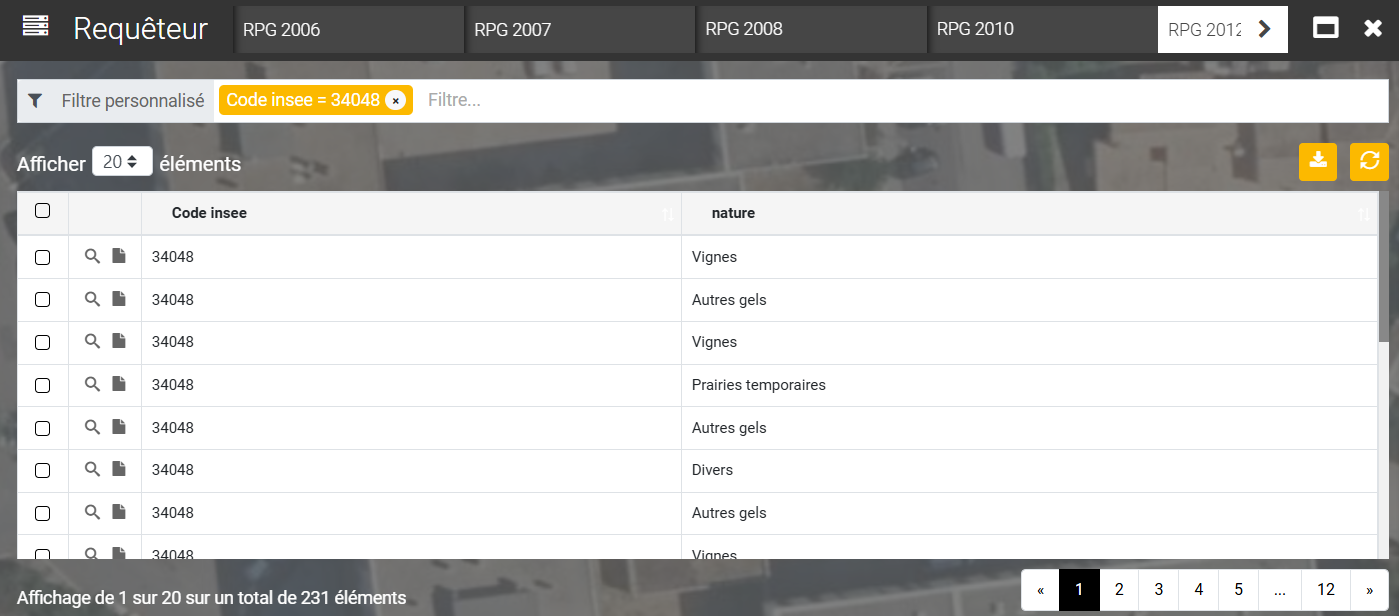 Requêteur RPG 2006 RPG 2007 RPG 2008 RPG 2010 RPG 2012
Filtre personnalisé Code insee = 34048 × Filtre...
Afficher 20 éléments
Code insee nature
34048 Vignes
34048 Autres gels
34048 Vignes
34048 Prairies temporaires
34048 Autres gels
34048 Divers
34048 Autres gels
34048 Vignes
Affichage de 1 sur 20 sur un total de 231 éléments « 1 2 3 4 5 ... 12 »